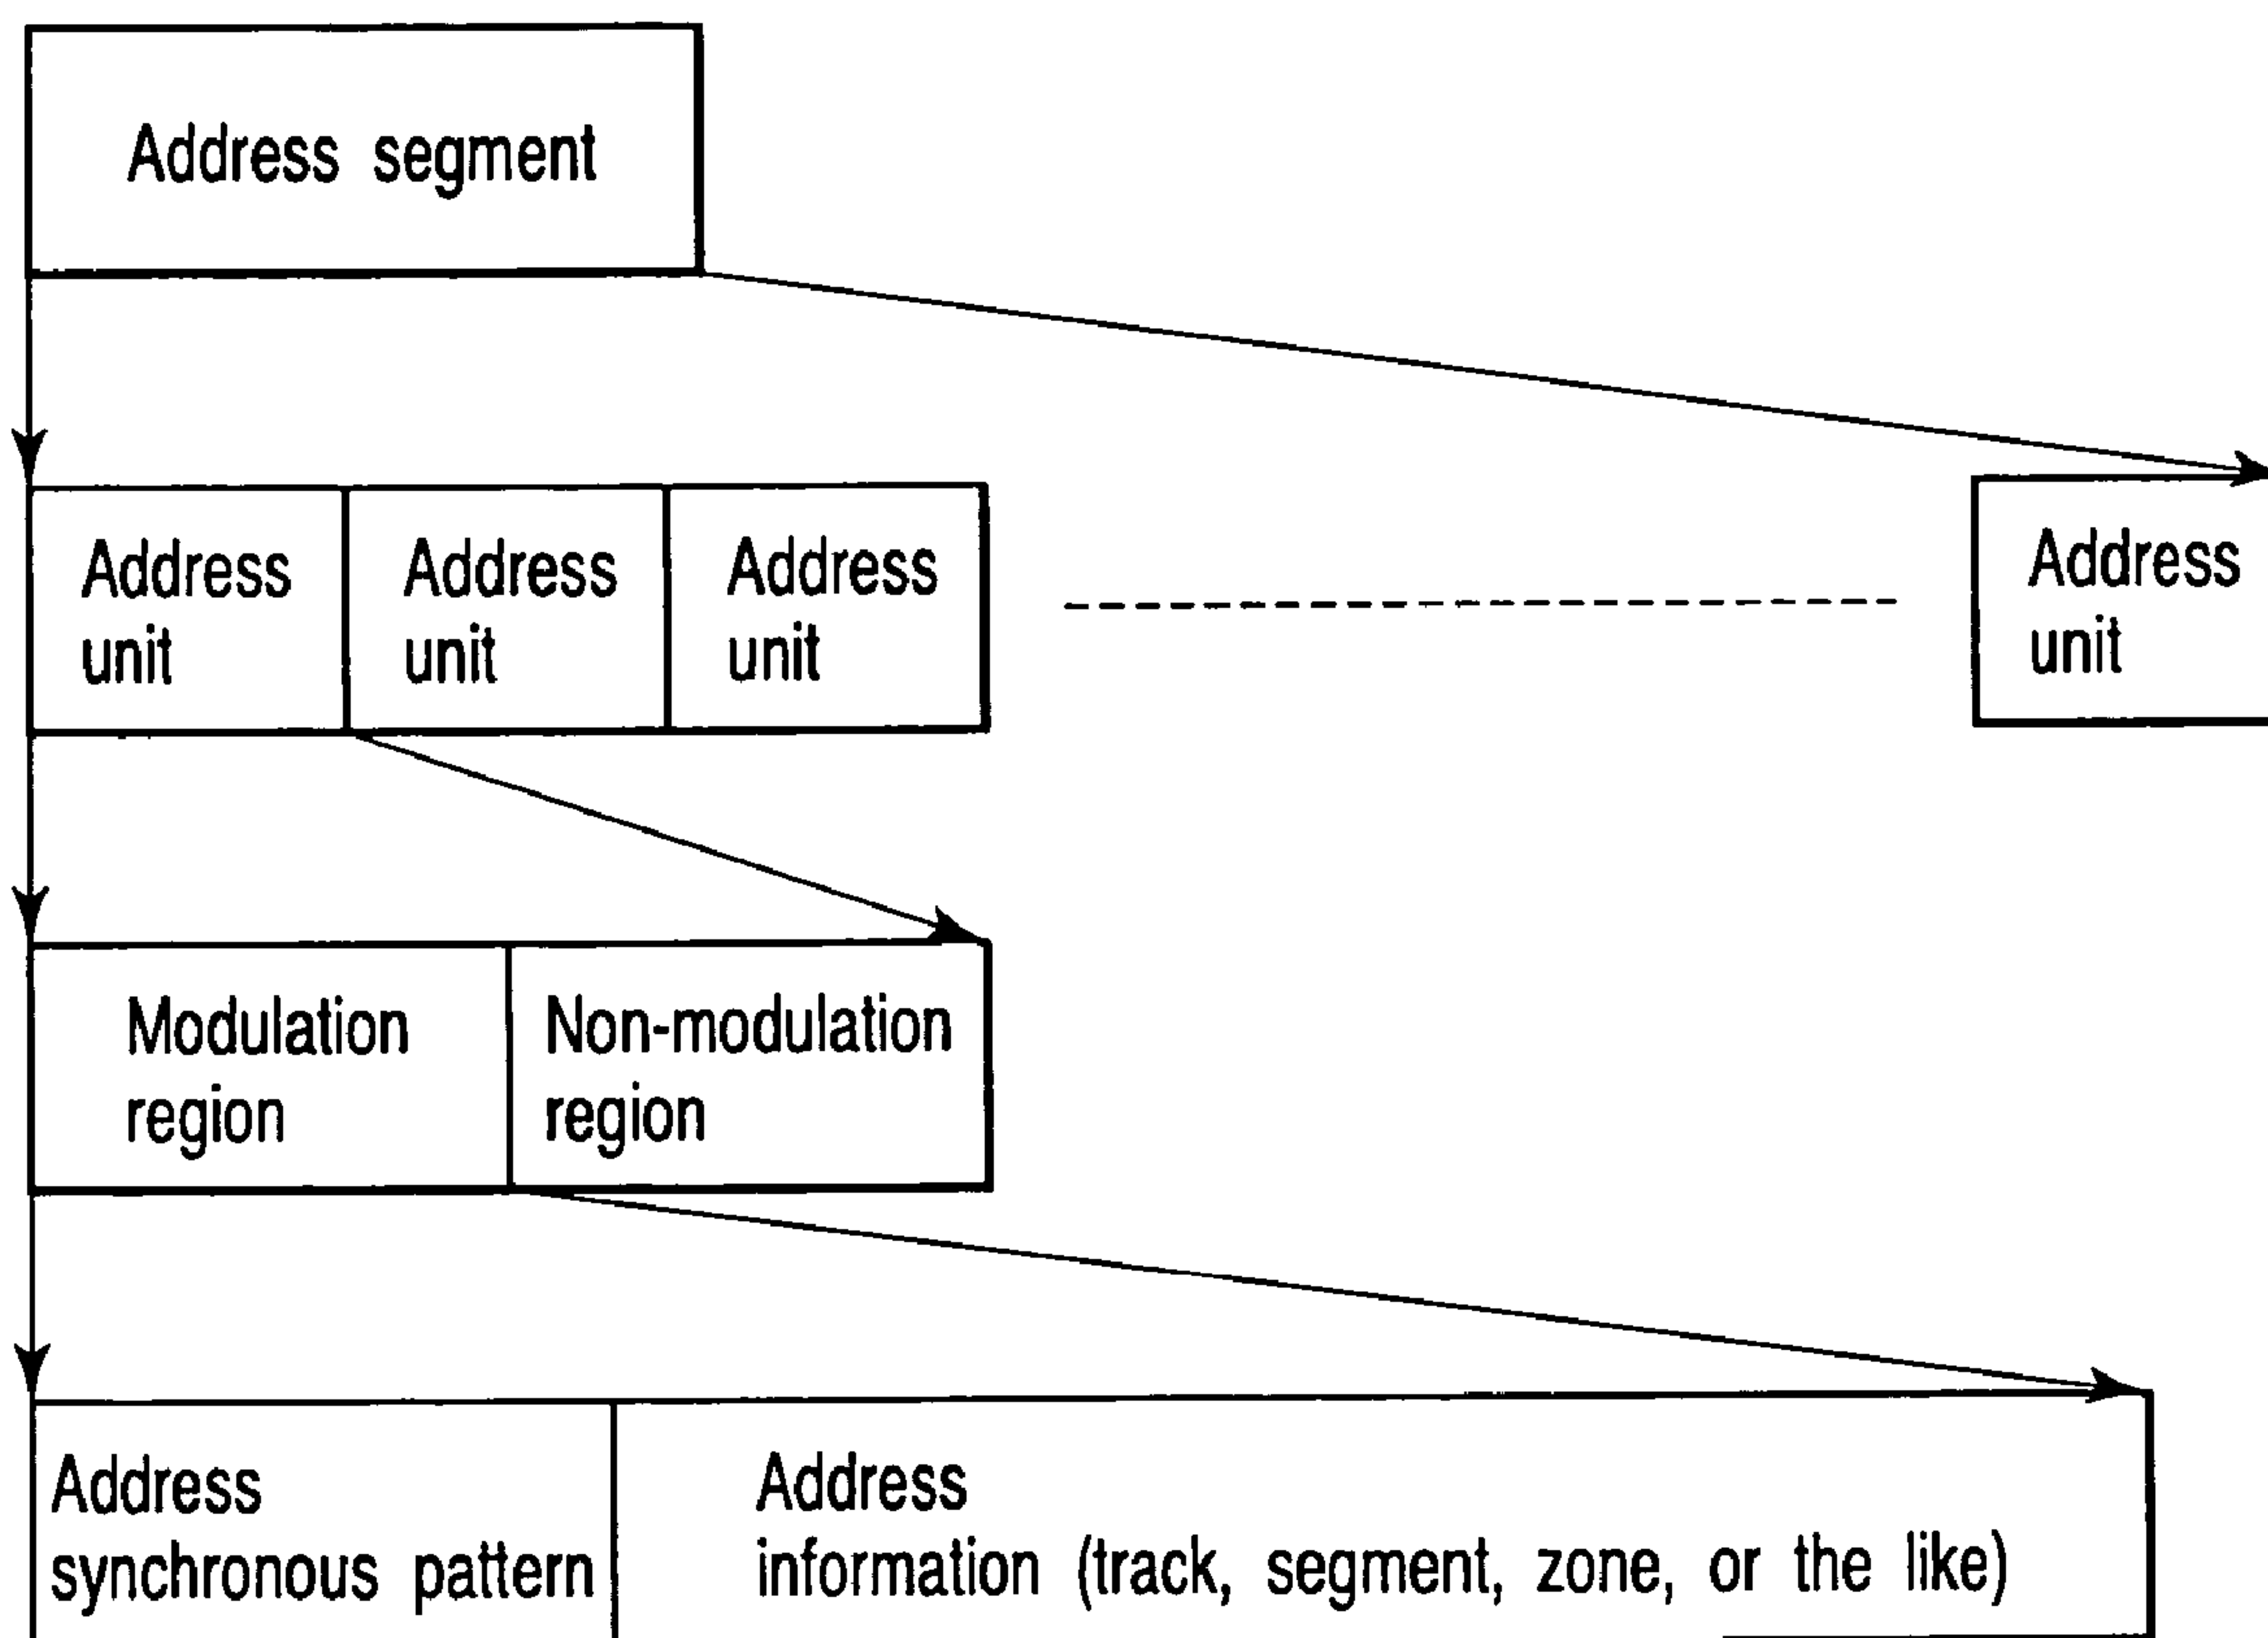 Address segment
Address
unit
Address
unit
Address
unit
Address
unit
Modulation
region
Non-modulation
region
Address
synchronous pattern
Address
information (track, segment, zone, or the like)